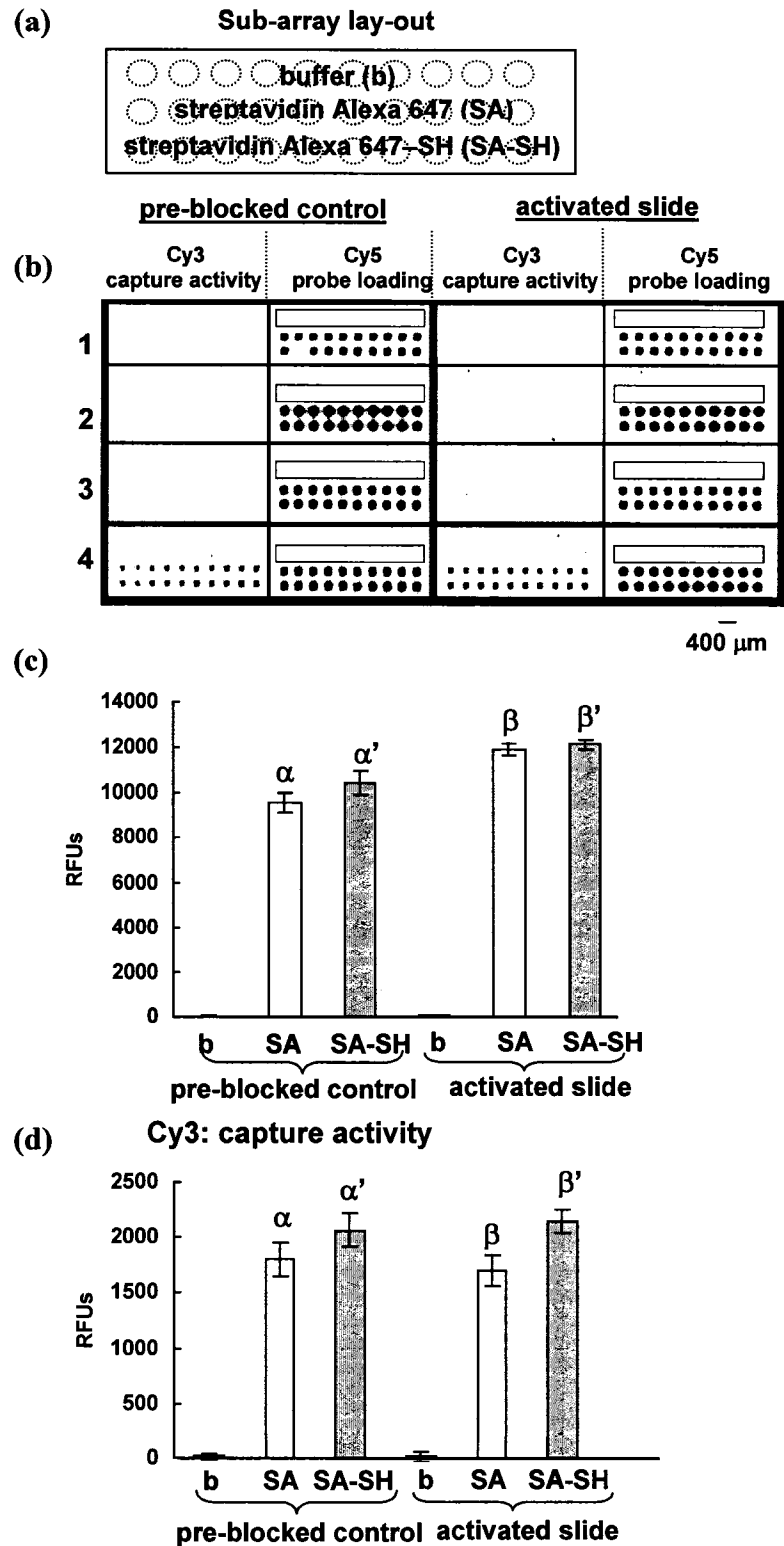 (a)
Sub-array lay-out
buffer (b)
streptavidin Alexa 647 (SA)
streptavidin Alexa 647–SH (SA-SH)
pre-blocked control
activated slide
(b)
Cy3
capture activity
Cy5
probe loading
Cy3
capture activity
Cy5
probe loading
1
2
3
4
400 μm
(c)
14000
12000
10000
8000
6000
4000
2000
0
RFUs
α
α’
β
β’
b
SA
SA-SH
b
SA
SA-SH
pre-blocked control
activated slide
(d)
Cy3: capture activity
2500
2000
1500
1000
500
0
RFUs
α
α’
β
β’
b
SA
SA-SH
b
SA
SA-SH
pre-blocked control
activated slide